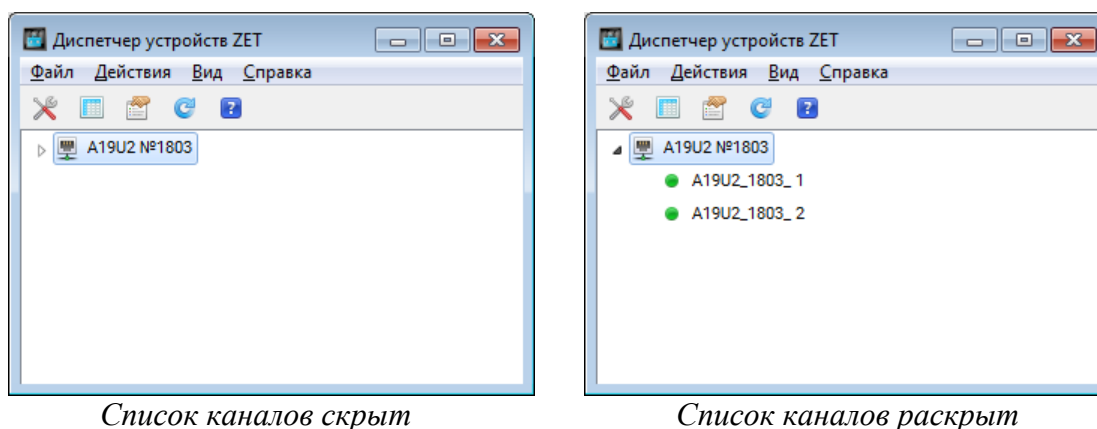 Диспетчер устройств ZET
Файл Действия Вид Справка
A19U2 №1803
Список каналов скрыт
Диспетчер устройств ZET
Файл Действия Вид Справка
A19U2 №1803
A19U2_1803_ 1
A19U2_1803_ 2
Список каналов раскрыт